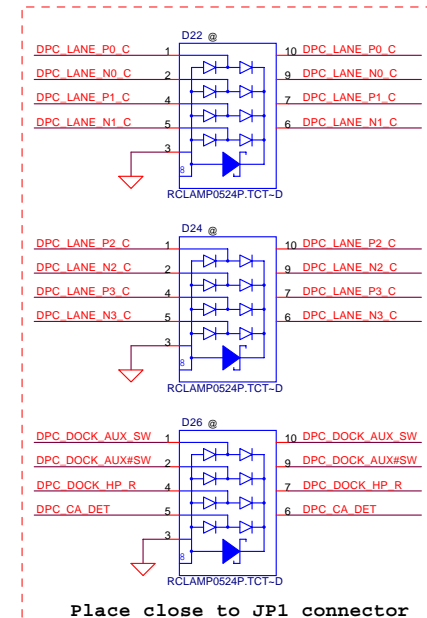 D22 @
DPC_LANE_P0_C 1 10 DPC_LANE_P0_C
DPC_LANE_N0_C 2 9 DPC_LANE_N0_C
DPC_LANE_P1_C 4 7 DPC_LANE_P1_C
DPC_LANE_N1_C 5 6 DPC_LANE_N1_C
3
8
RCLAMP0524P.TCT~D
D24 @
DPC_LANE_P2_C 1 10 DPC_LANE_P2_C
DPC_LANE_N2_C 2 9 DPC_LANE_N2_C
DPC_LANE_P3_C 4 7 DPC_LANE_P3_C
DPC_LANE_N3_C 5 6 DPC_LANE_N3_C
3
8
RCLAMP0524P.TCT~D
D26 @
DPC_DOCK_AUX_SW 1 10 DPC_DOCK_AUX_SW
DPC_DOCK_AUX#SW 2 9 DPC_DOCK_AUX#SW
DPC_DOCK_HP_R 4 7 DPC_DOCK_HP_R
DPC_CA_DET 5 6 DPC_CA_DET
3
8
RCLAMP0524P.TCT~D
Place close to JP1 connector